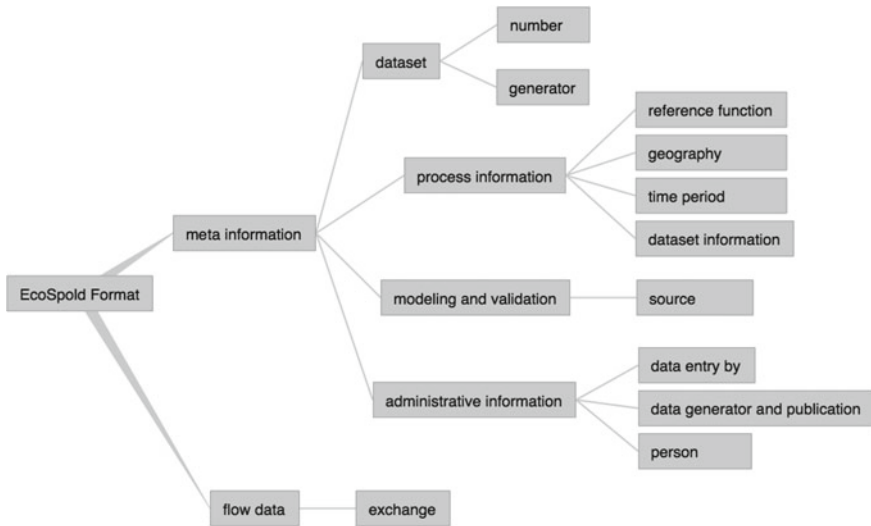 EcoSpold Format
meta information
dataset
number
generator
process information
reference function
geography
time period
dataset information
modeling and validation
source
administrative information
data entry by
data generator and publication
person
flow data
exchange